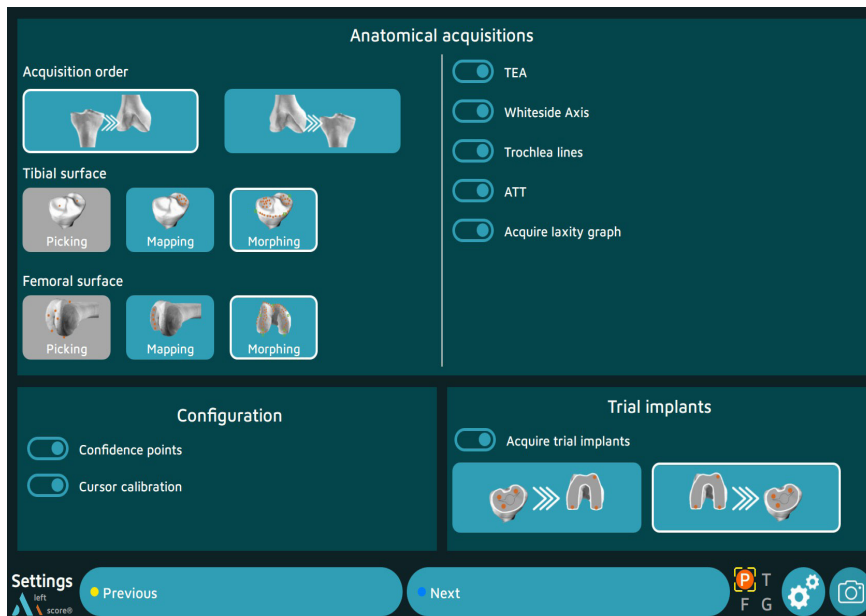 Anatomical acquisitions
Acquisition order
Tibial surface
Picking
Mapping
Morphing
Femoral surface
Picking
Mapping
Morphing
TEA
Whiteside Axis
Trochlea lines
ATT
Acquire laxity graph
Configuration
Confidence points
Cursor calibration
Trial implants
Acquire trial implants
Settings
left
score®
Previous
Next
P T
F G